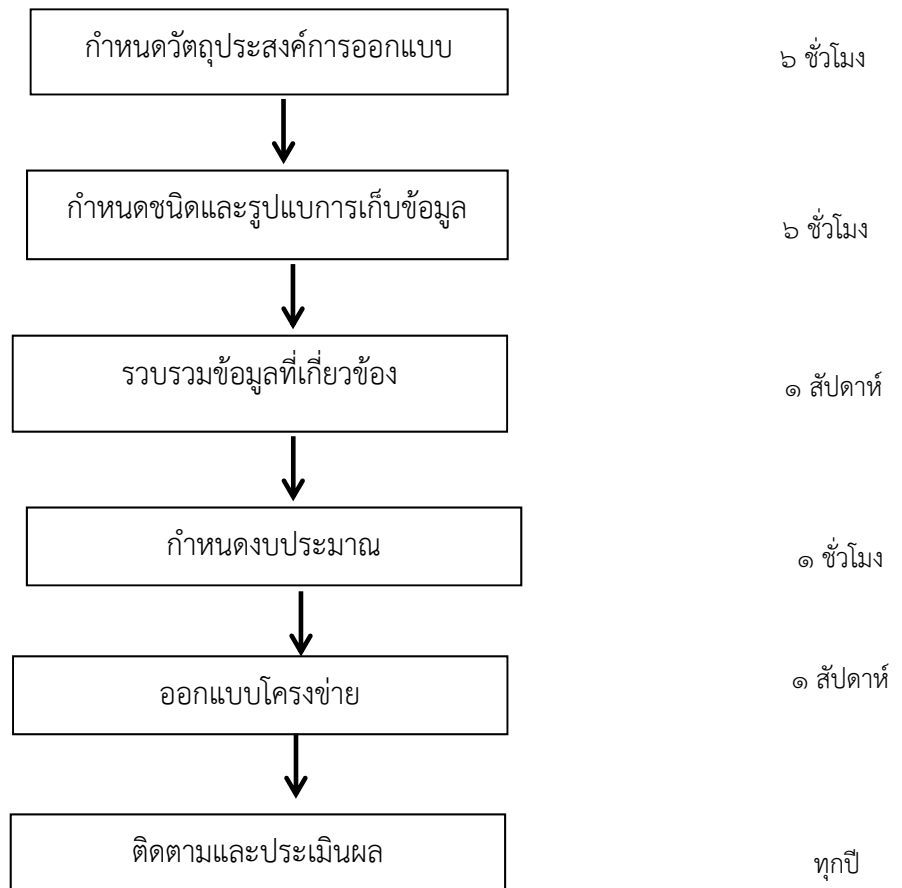 กำหนดวัตถุประสงค์การออกแบบ
๖ ชั่วโมง
กำหนดชนิดและรูปแบบการเก็บข้อมูล
๖ ชั่วโมง
รวบรวมข้อมูลที่เกี่ยวข้อง
๑ สัปดาห์
กำหนดงบประมาณ
๑ ชั่วโมง
ออกแบบโครงข่าย
๑ สัปดาห์
ติดตามและประเมินผล
ทุกปี